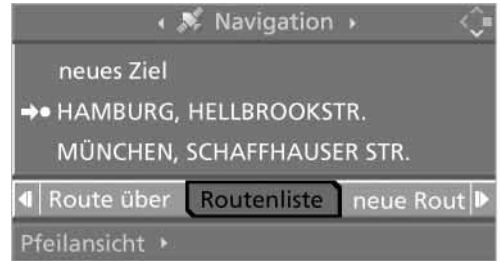 Navigation
neues Ziel
HAMBURG, HELLBROOKSTR.
MÜNCHEN, SCHAFFHAUSER STR.
Route über Routenliste neue Rout
Pfeilansicht